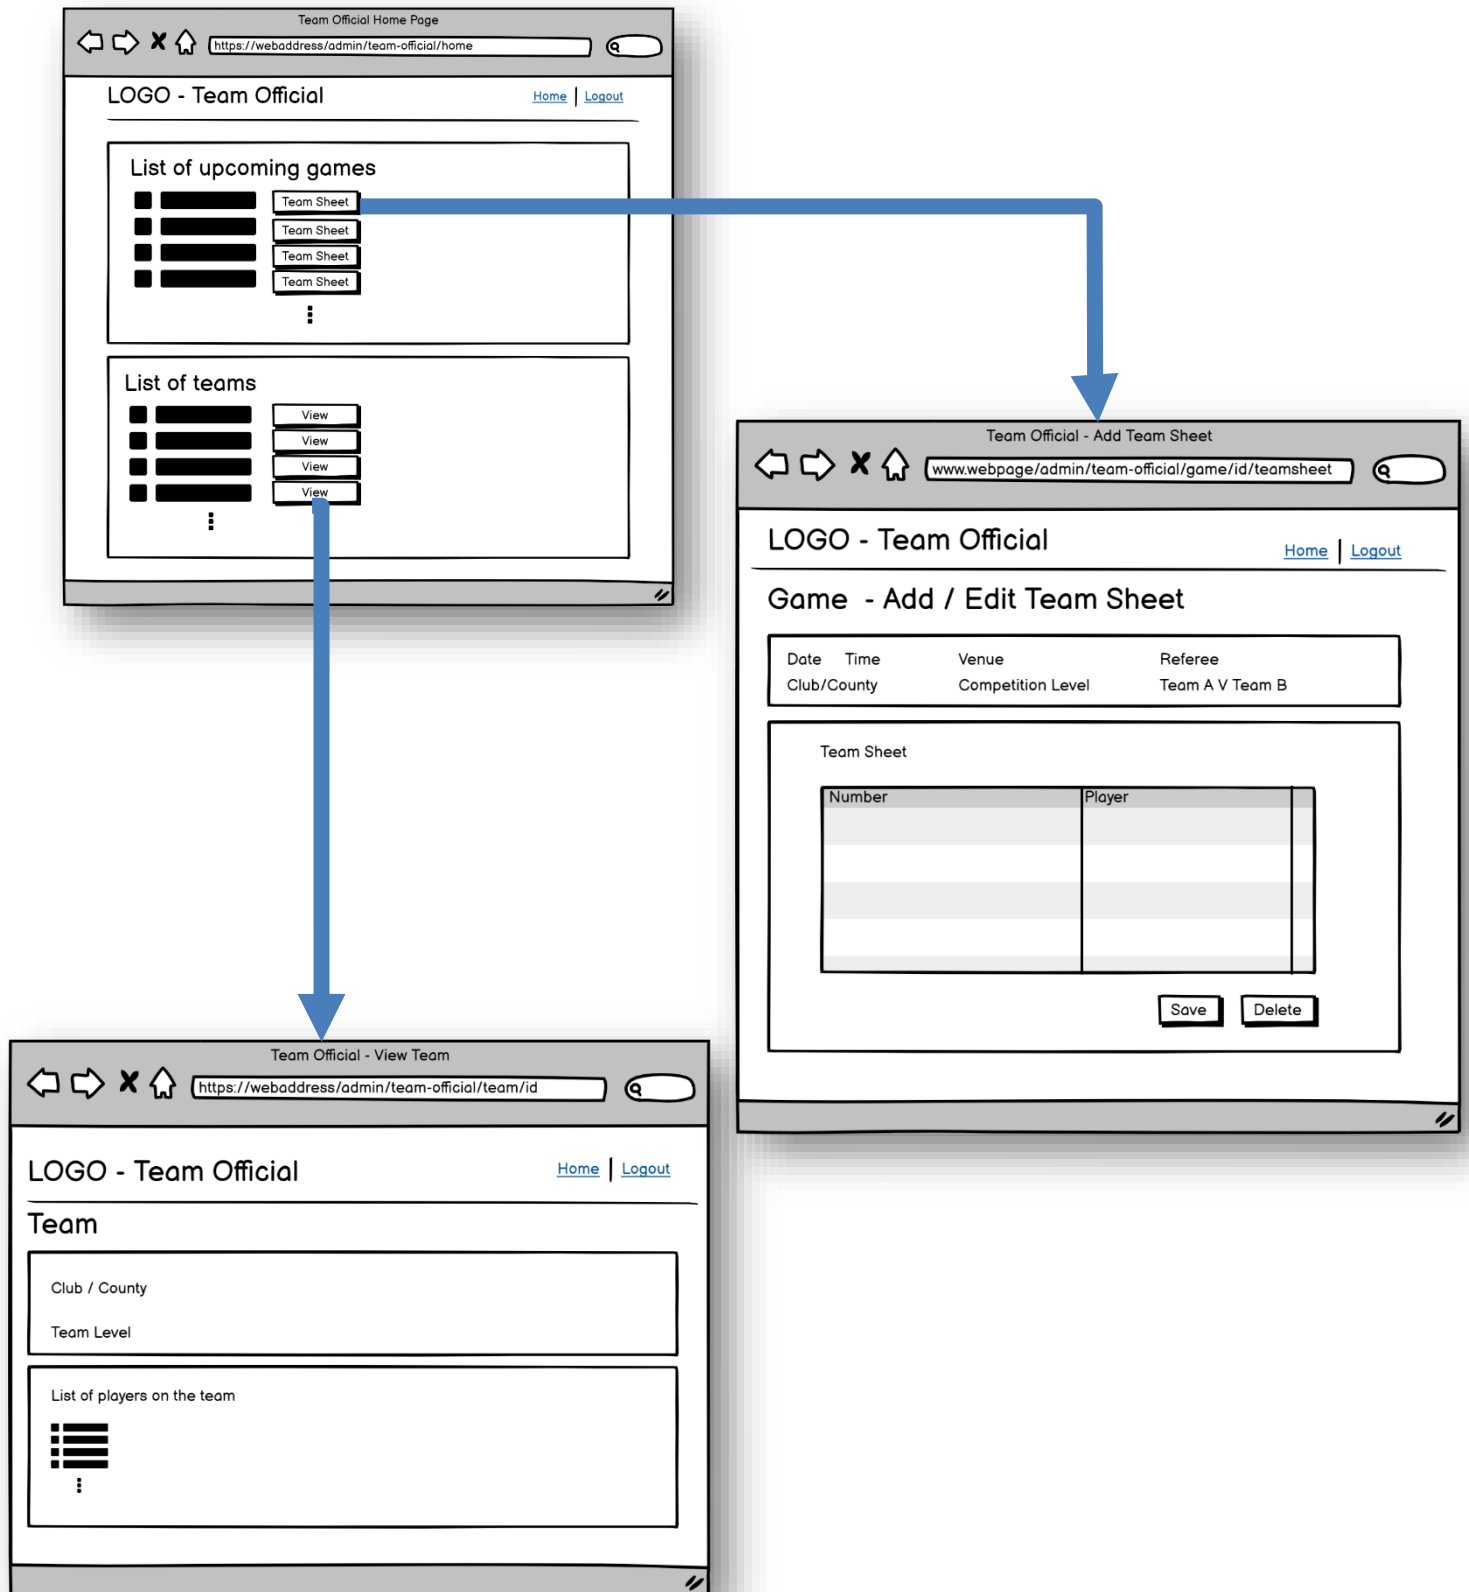 Team Official Home Page
https://webaddress/admin/team-official/home
LOGO - Team Official
Home | Logout
List of upcoming games
Team Sheet
Team Sheet
Team Sheet
Team Sheet
List of teams
View
View
View
View
Team Official - Add Team Sheet
www.webpage/admin/team-official/game/id/teamsheet
LOGO - Team Official
Home | Logout
Game - Add / Edit Team Sheet
Date Time Venue Referee
Club/County Competition Level Team A V Team B
Team Sheet
Number Player
Save Delete
Team Official - View Team
https://webaddress/admin/team-official/team/id
LOGO - Team Official
Home | Logout
Team
Club / County
Team Level
List of players on the team